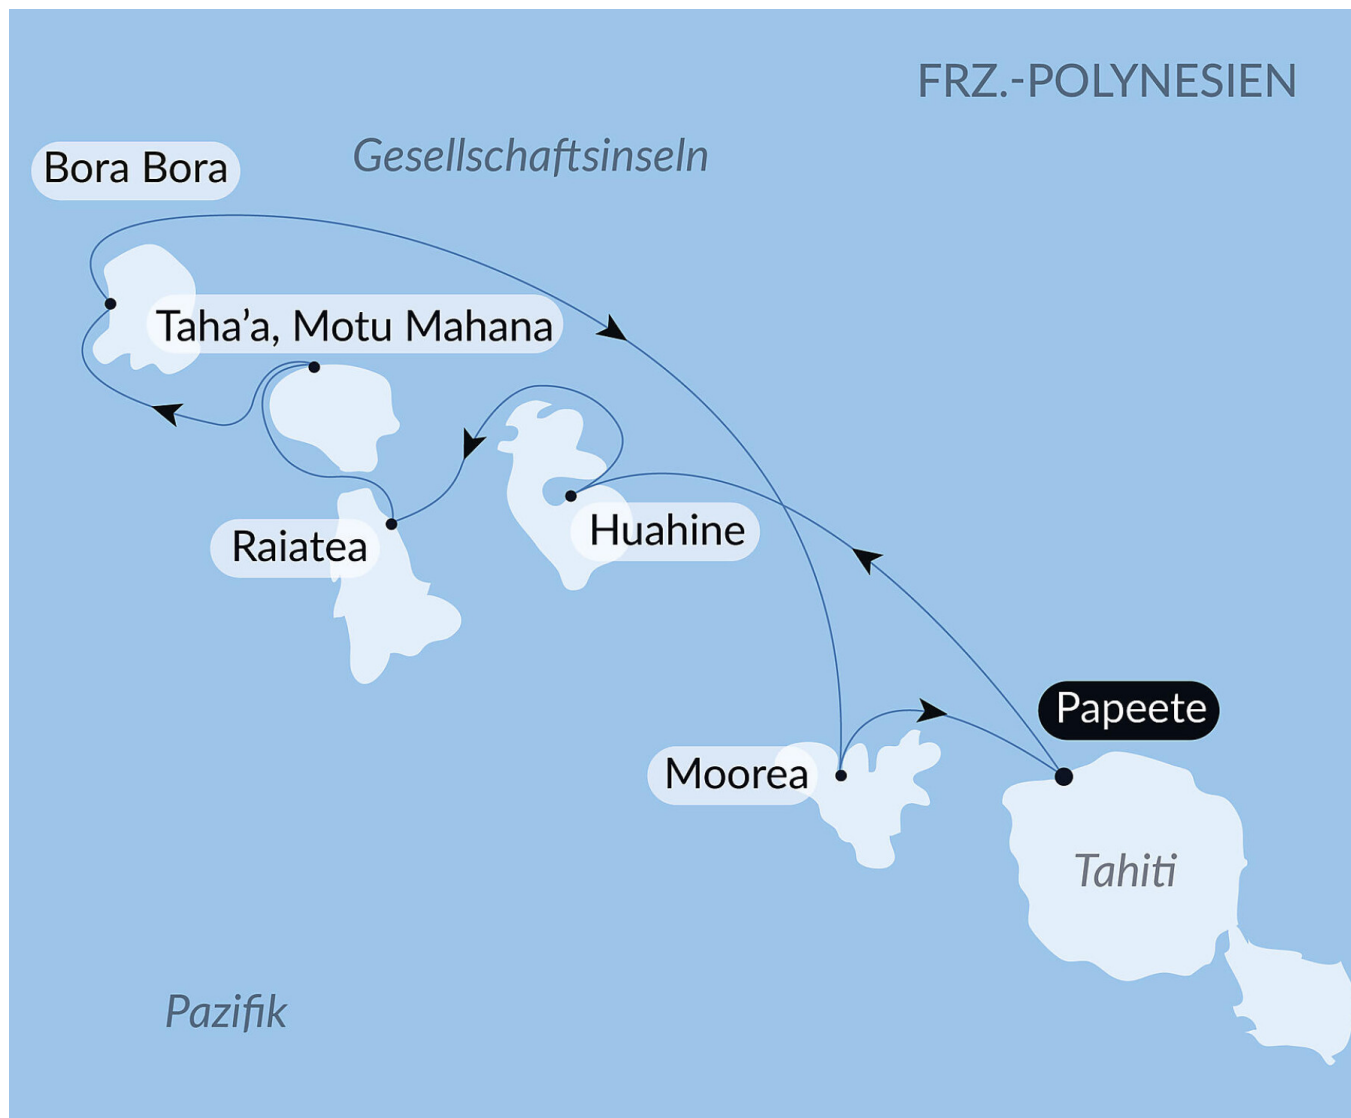 FRZ.-POLYNESIEN
Gesellschaftsinseln
Bora Bora
Taha’a, Motu Mahana
Huahine
Raiatea
Papeete
Moorea
Tahiti
Pazifik